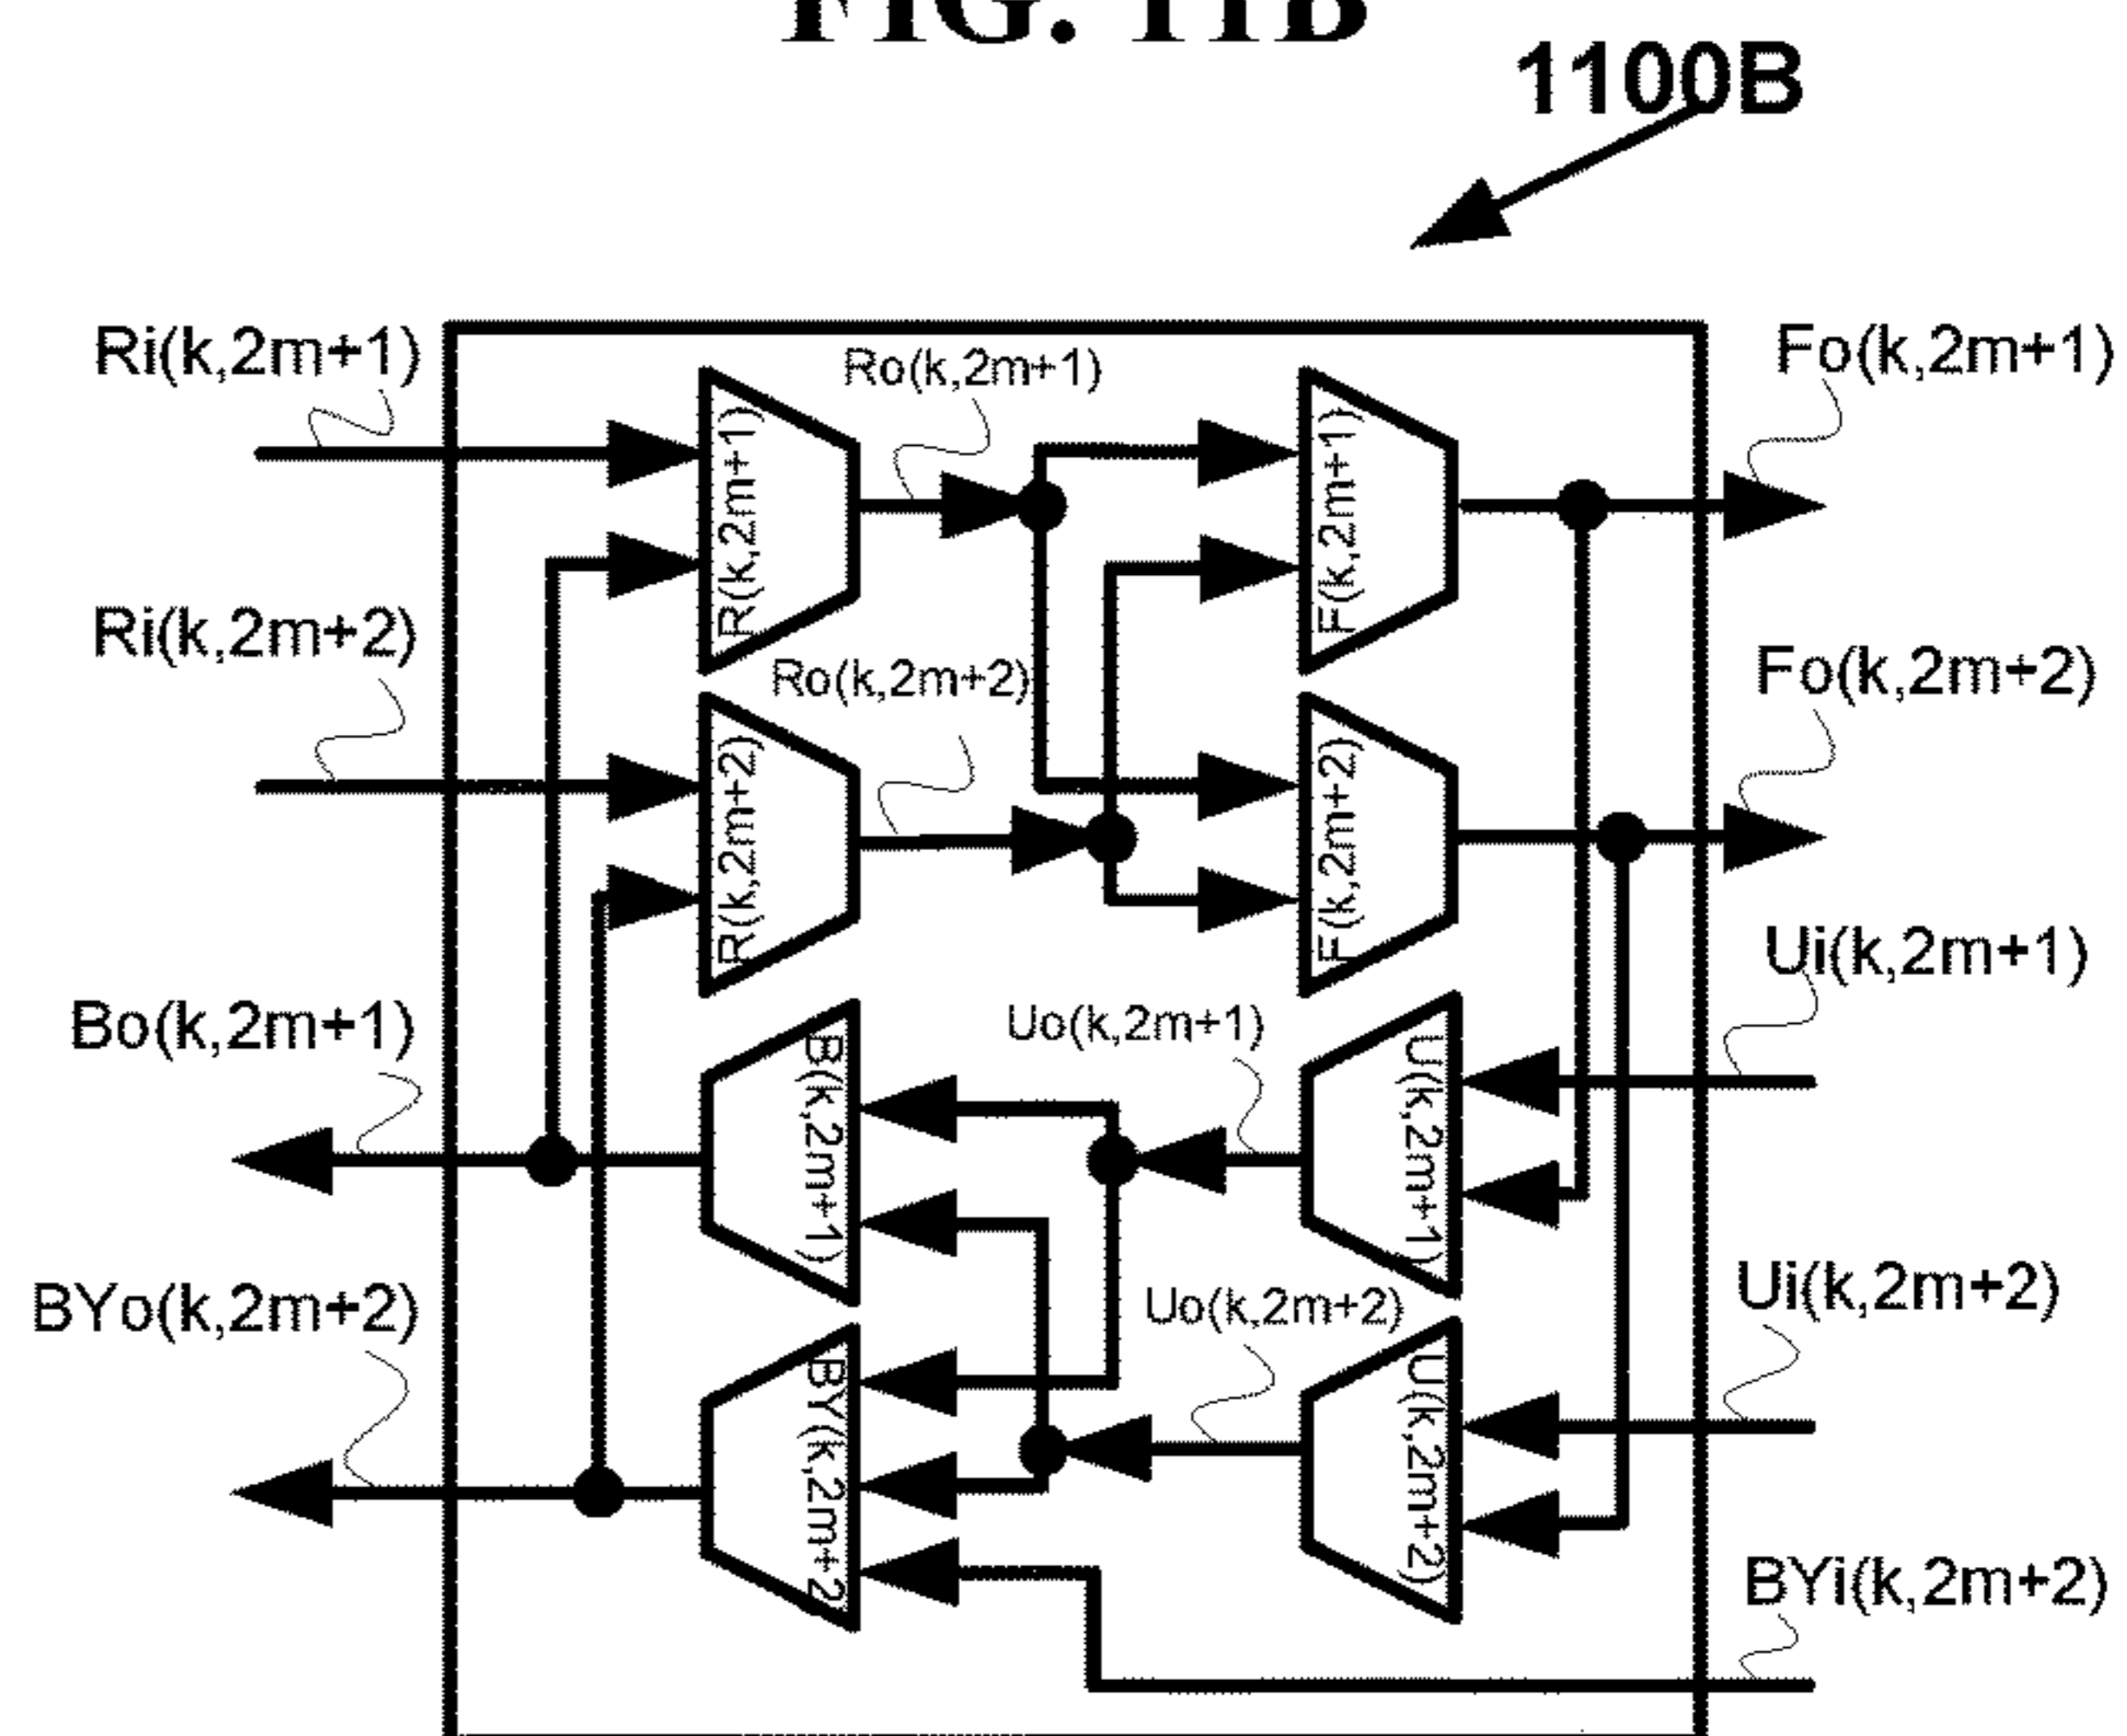 FIG. 11B
1100B
Ri(k,2m+1)
Ro(k,2m+1)
Fo(k,2m+1)
R(k,2m+1)
F(k,2m+1)
Ri(k,2m+2)
Ro(k,2m+2)
Fo(k,2m+2)
R(k,2m+2)
F(k,2m+2)
Ui(k,2m+1)
Bo(k,2m+1)
Uo(k,2m+1)
B(k,2m+1)
U(k,2m+1)
BYo(k,2m+2)
Uo(k,2m+2)
Ui(k,2m+2)
BY(k,2m+2
U(k,2m+2)
BYi(k,2m+2)